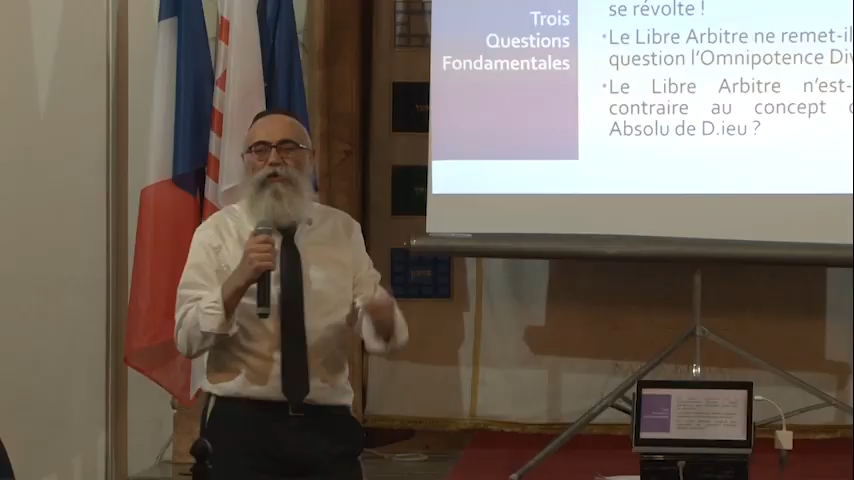 Trois
Questions
Fondamentales
se révolte !
•Le Libre Arbitre ne remet-il
question l'Omnipotence Div
•Le Libre Arbitre n'est-
contraire au concept
Absolu de D.ieu ?